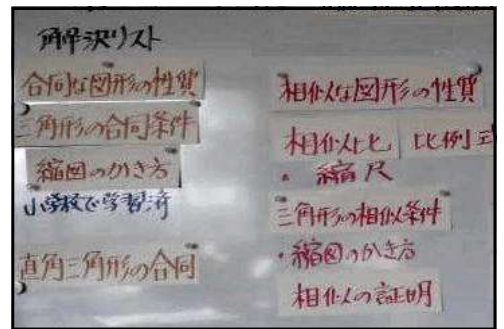 解決リスト
合同な図形の性質
三角形の合同条件
縮図のかき方
小学校で学習済
直角三角形の合同
相似な図形の性質
相似比 比例式
・縮尺
三角形の相似条件
・縮図のかき方
相似の証明